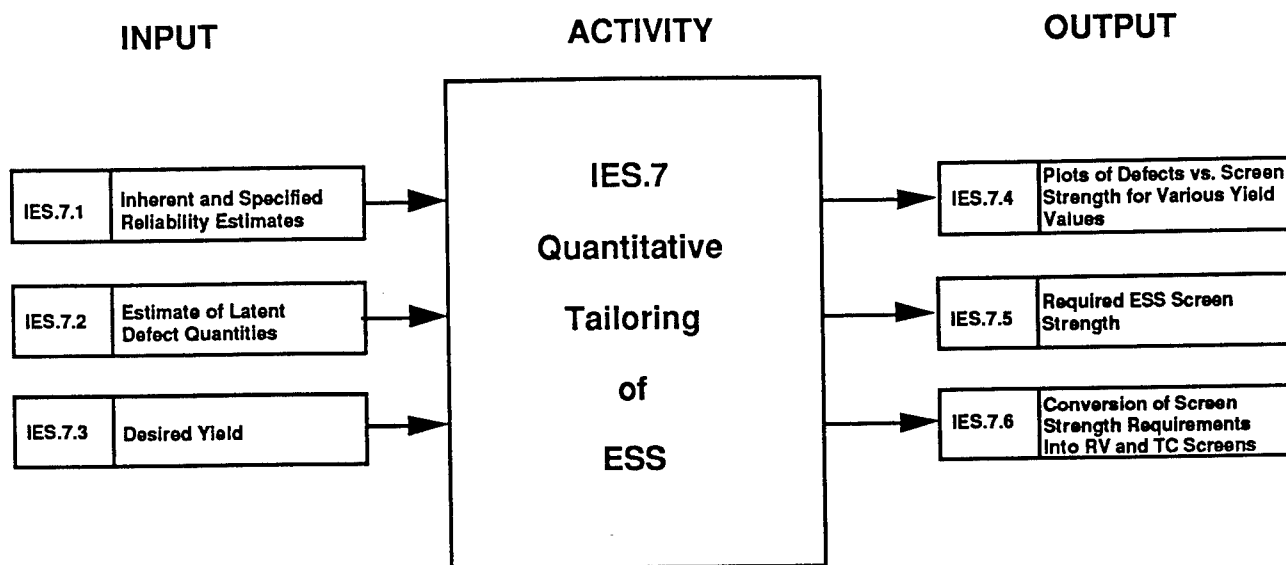 INPUT
ACTIVITY
OUTPUT
IES.7.1
Inherent and Specified
Reliability Estimates
IES.7.2
Estimate of Latent
Defect Quantities
IES.7.3
Desired Yield
IES.7
Quantitative
Tailoring
of
ESS
IES.7.4
Plots of Defects vs. Screen
Strength for Various Yield
Values
IES.7.5
Required ESS Screen
Strength
IES.7.6
Conversion of Screen
Strength Requirements
Into RV and TC Screens